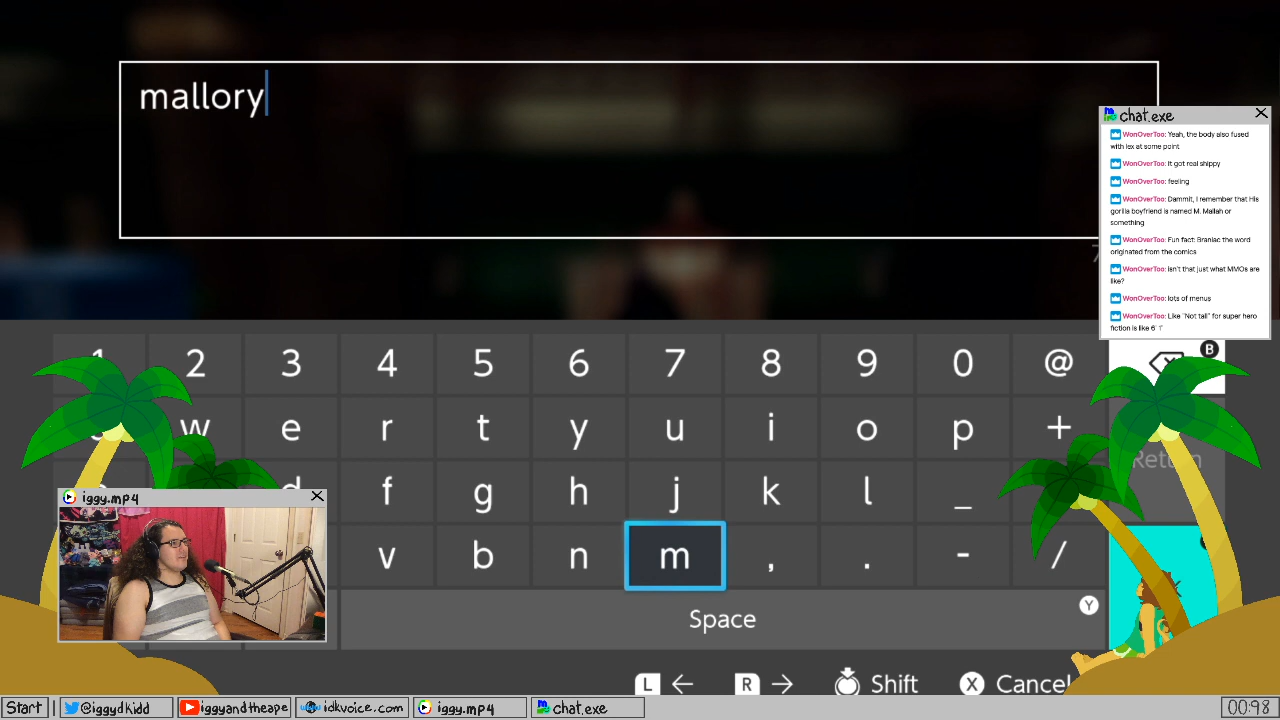 mallory
chat.exe
WonOverToo: Yeah, the body also fused
with lex at some point
WonOverToo: It got real shippy
WonOverToo: feeling
WonOverToo: Dammit, I remember that His
gorilla boyfriend is named M. Mallah or
something
WonOverToo: Fun fact: Braniac the word
originated from the comics
WonOverToo: Isn't that just what MMOs are
like?
WonOverToo: lots of menus
WonOverToo: Like "Not tall" for super hero
fiction is like 6' 1"
1 2 3 4 5 6 7 8 9 0 @ B
w e r t y u i o p + Return
d f g h j k l _
v b n m , . - /
Space Y
iggy.mp4
L ← R → Shift X Cancel
Start | @iggydkidd iggyandtheape idkvoice.com iggy.mp4 chat.exe 00:98